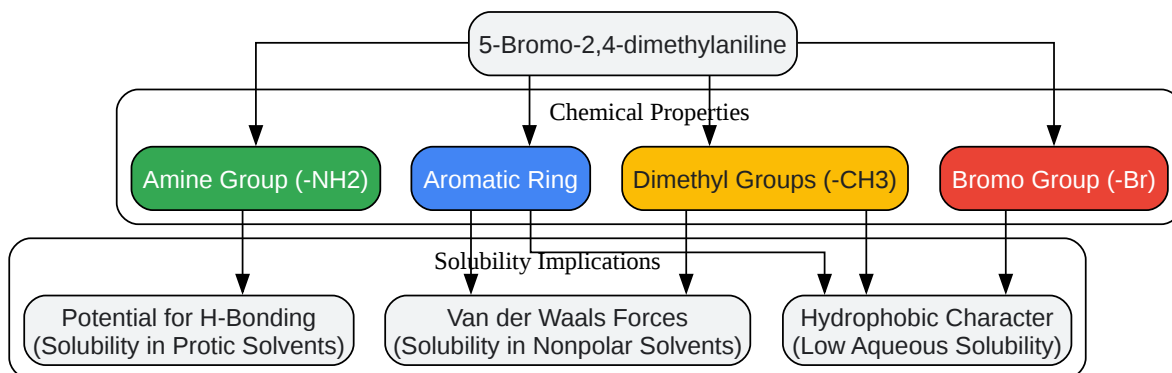 5-Bromo-2,4-dimethylaniline
Chemical Properties
Amine Group (-NH2)
Aromatic Ring
Dimethyl Groups (-CH3)
Bromo Group (-Br)
Solubility Implications
Potential for H-Bonding
(Solubility in Protic Solvents)
Van der Waals Forces
(Solubility in Nonpolar Solvents)
Hydrophobic Character
(Low Aqueous Solubility)